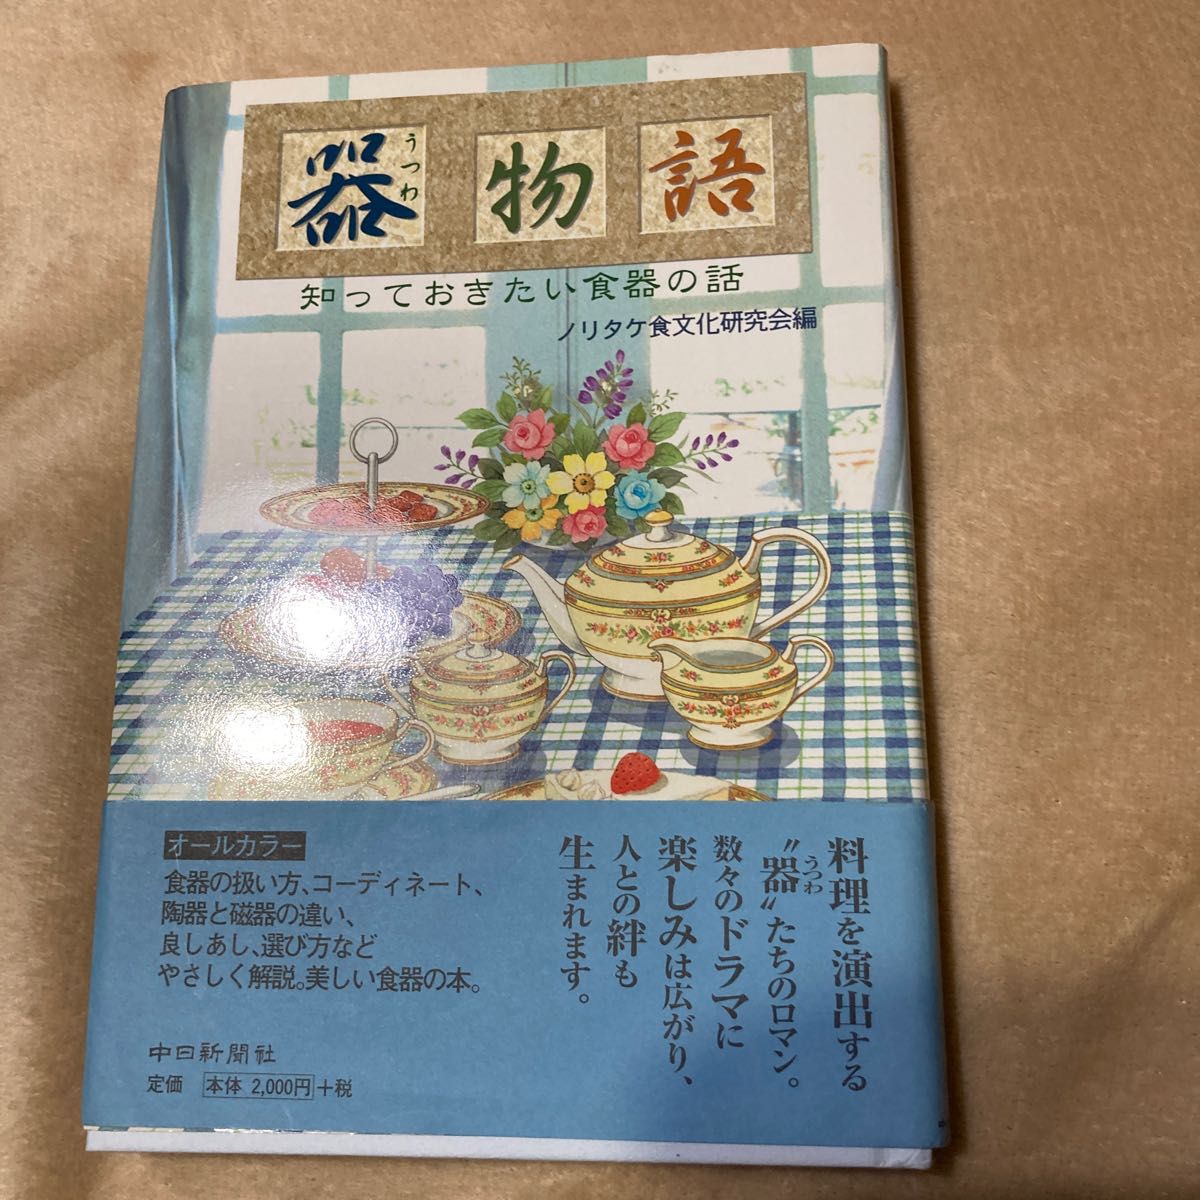 器物語
うつわ
知っておきたい食器の話
ノリタケ食文化研究会編
料理を演出する
〝器〟たちのロマン。
うつわ
数々のドラマに
楽しみは広がり、
人との絆も
生まれます。
オールカラー
食器の扱い方、コーディネート、
陶器と磁器の違い、
良しあし、選び方など
やさしく解説。美しい食器の本。
中日新聞社
定価 本体 2,000円+税